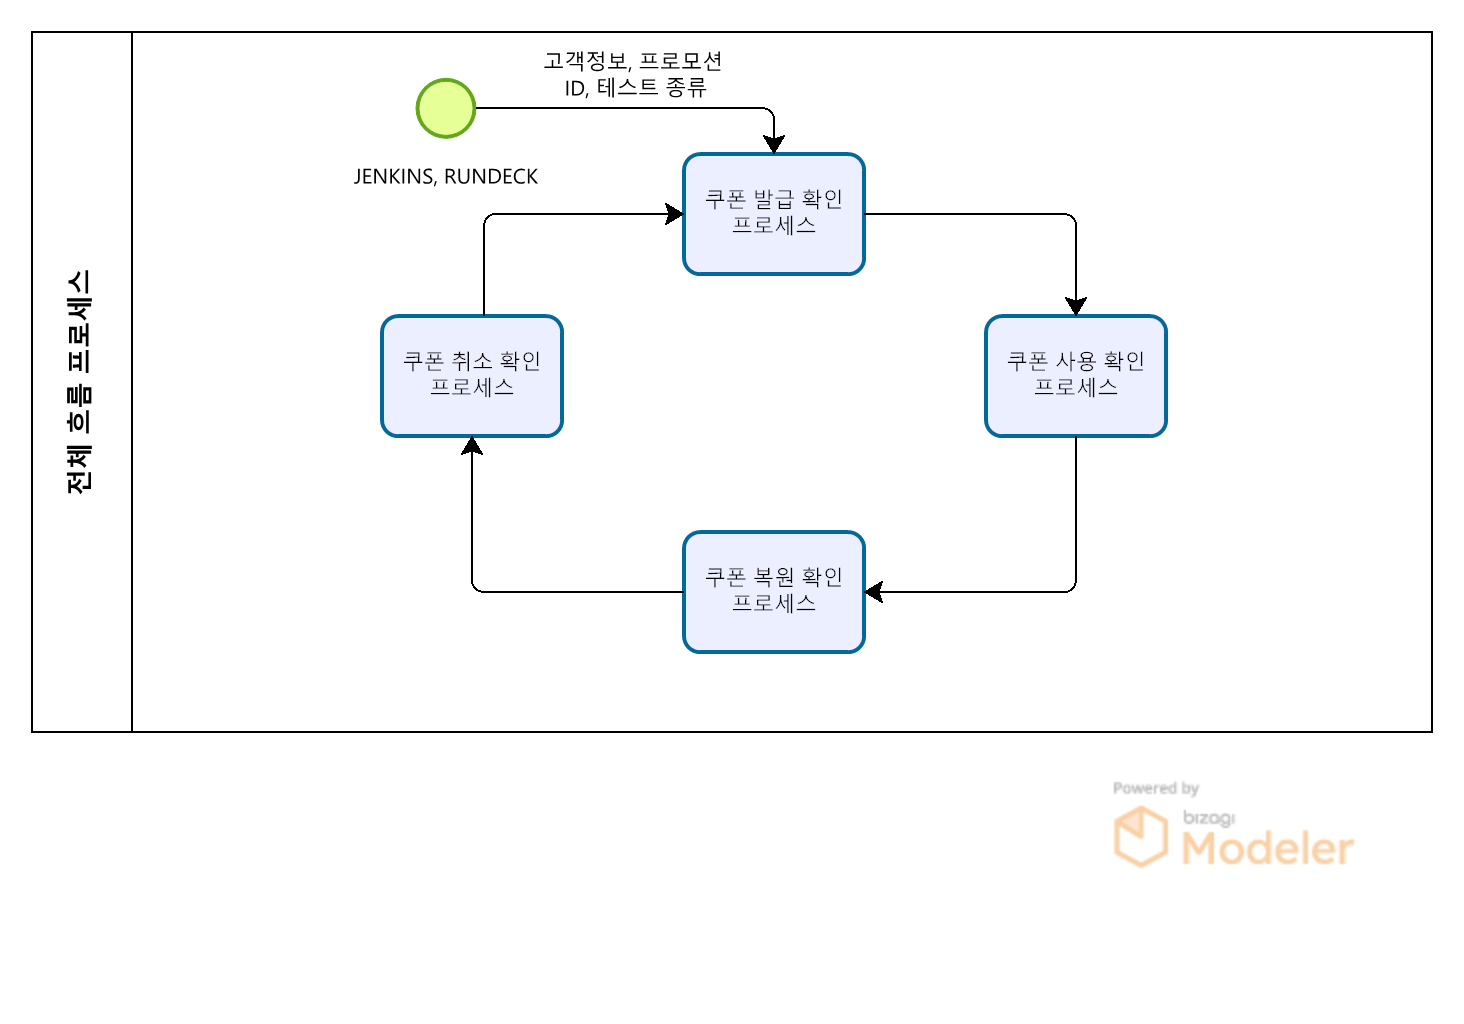 전체 흐름 프로세스
고객정보, 프로모션
ID, 테스트 종류
JENKINS, RUNDECK
쿠폰 발급 확인
프로세스
쿠폰 취소 확인
프로세스
쿠폰 사용 확인
프로세스
쿠폰 복원 확인
프로세스
Powered by
bizagi
Modeler